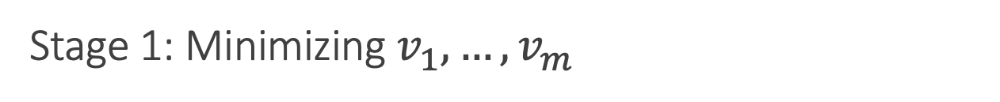 Stage 1: Minimizing 𝒗₁, … , 𝒗ₘ